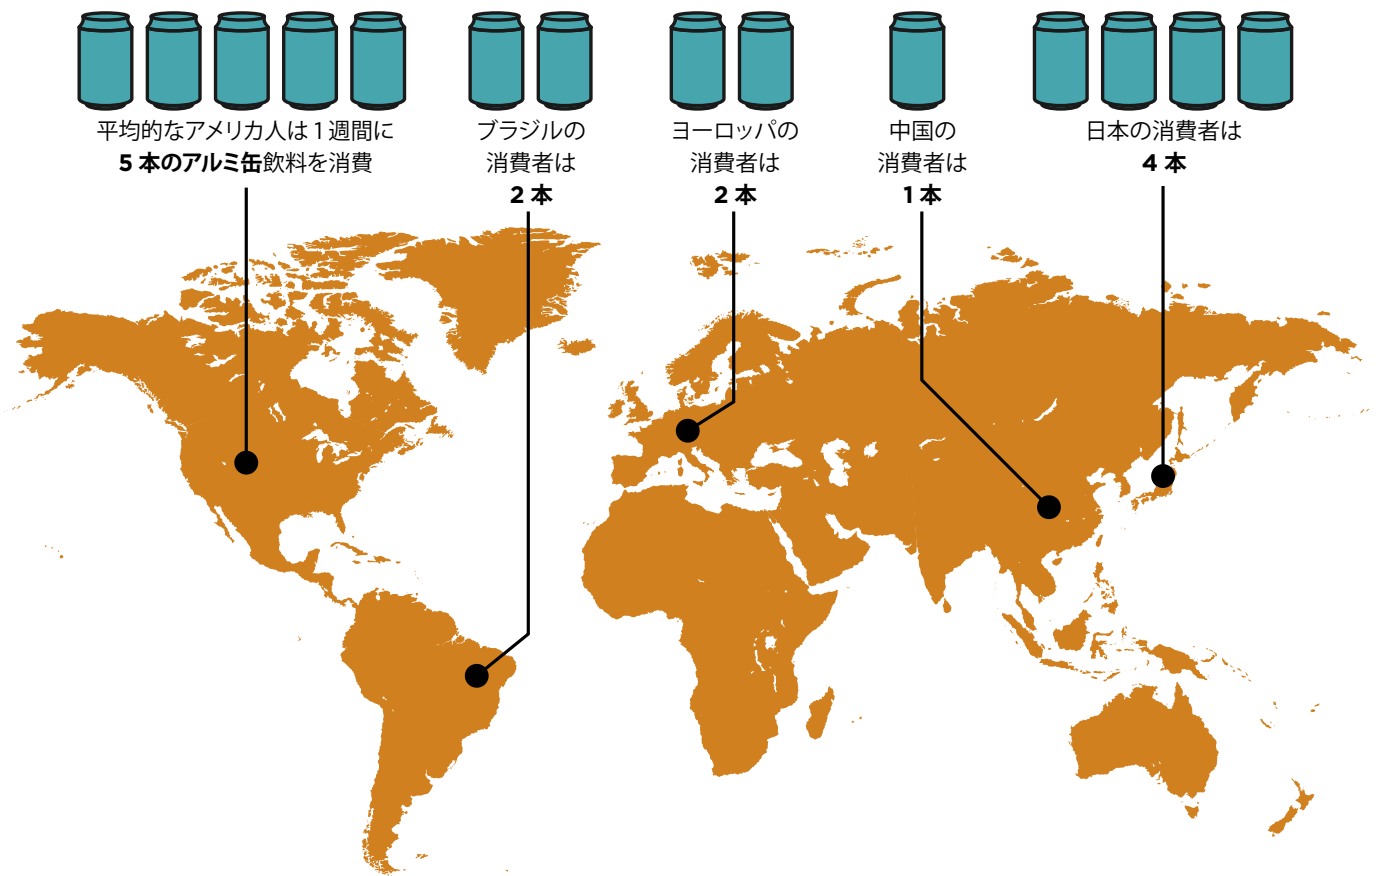 平均的なアメリカ人は1週間に
5 本のアルミ缶飲料を消費
ブラジルの
消費者は
2 本
ヨーロッパの
消費者は
2 本
中国の
消費者は
1 本
日本の消費者は
4 本